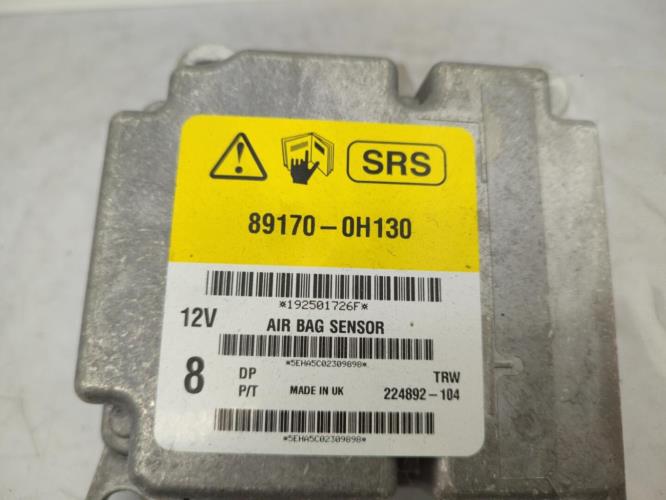 SRS
89170-0H130
*192501726F*
12V AIR BAG SENSOR
*5EHA5C02309898*
8 DP TRW
P/T MADE IN UK 224892-104
*5EHA5C02309898*